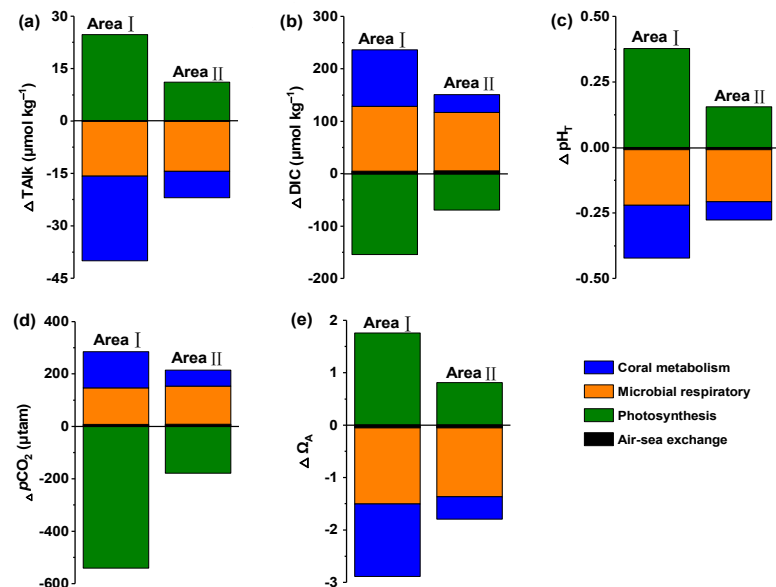 (a)
Area Ⅰ
Area Ⅱ
30
15
0
-15
-30
-45
△ TAlk (μmol kg⁻¹)
(b)
Area Ⅰ
Area Ⅱ
300
200
100
0
-100
-200
△ DIC (μmol kg⁻¹)
(c)
Area Ⅰ
Area Ⅱ
0.50
0.25
0.00
-0.25
-0.50
△ pH_T
(d)
Area Ⅰ
Area Ⅱ
400
200
0
-200
-400
-600
△ pCO₂ (μtam)
(e)
Area Ⅰ
Area Ⅱ
2
1
0
-1
-2
-3
△ Ω_A
Coral metabolism
Microbial respiratory
Photosynthesis
Air-sea exchange